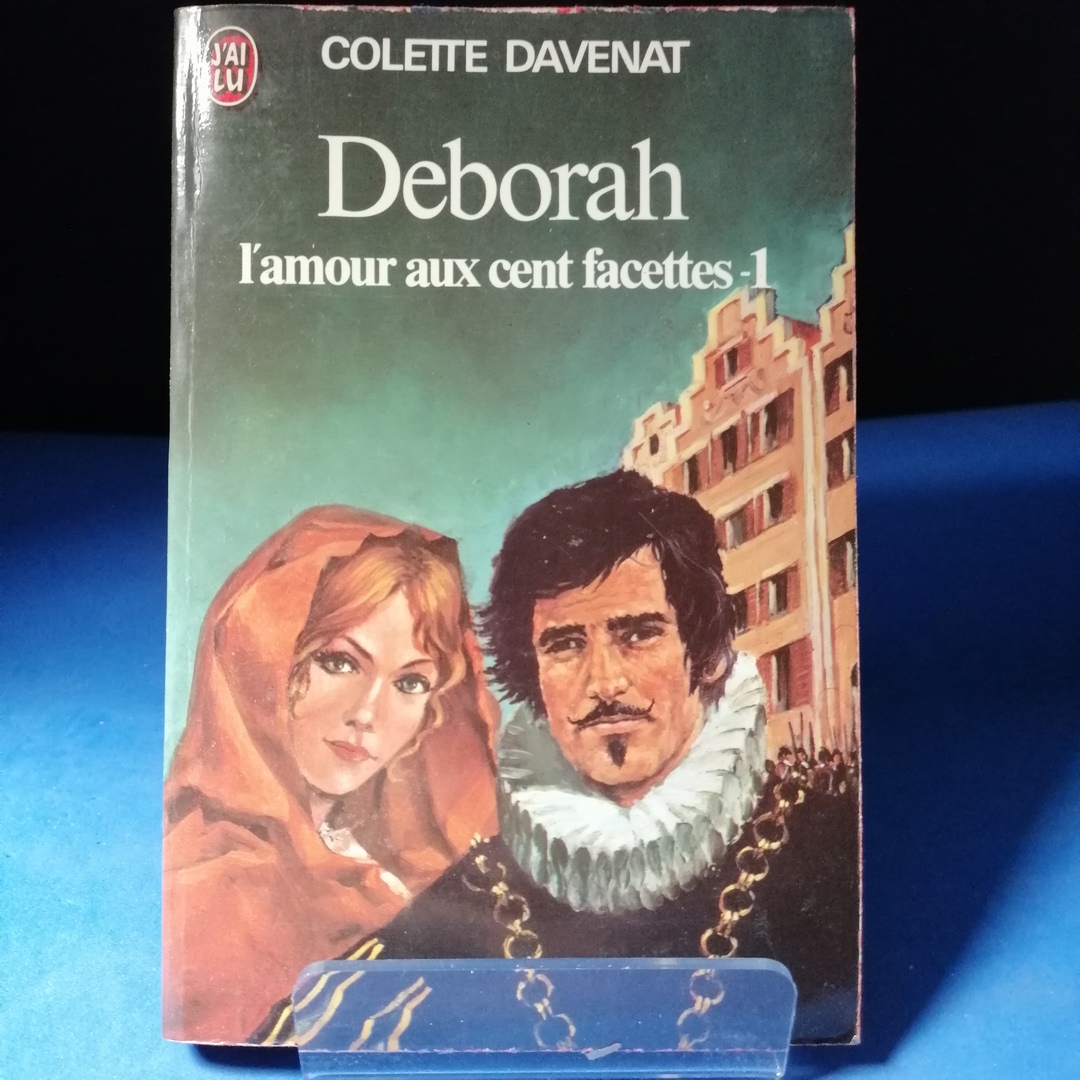 J'AI
LU
COLETTE DAVENAT
Deborah
l'amour aux cent facettes -1